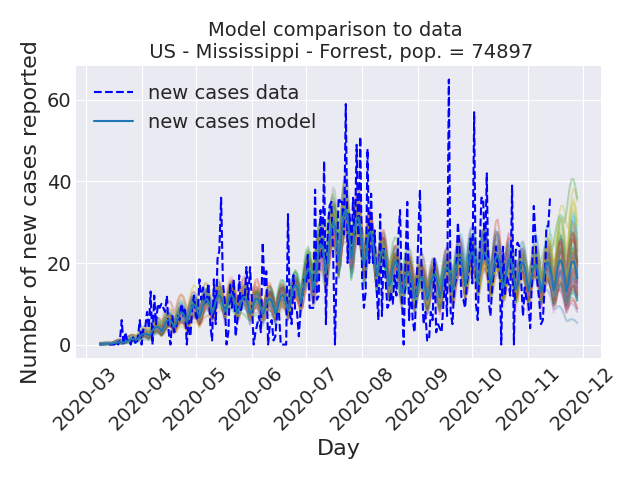 Model comparison to data
US - Mississippi - Forrest, pop. = 74897
Number of new cases reported
60
40
20
0
new cases data
new cases model
2020-03
2020-04
2020-05
2020-06
2020-07
2020-08
2020-09
2020-10
2020-11
2020-12
Day